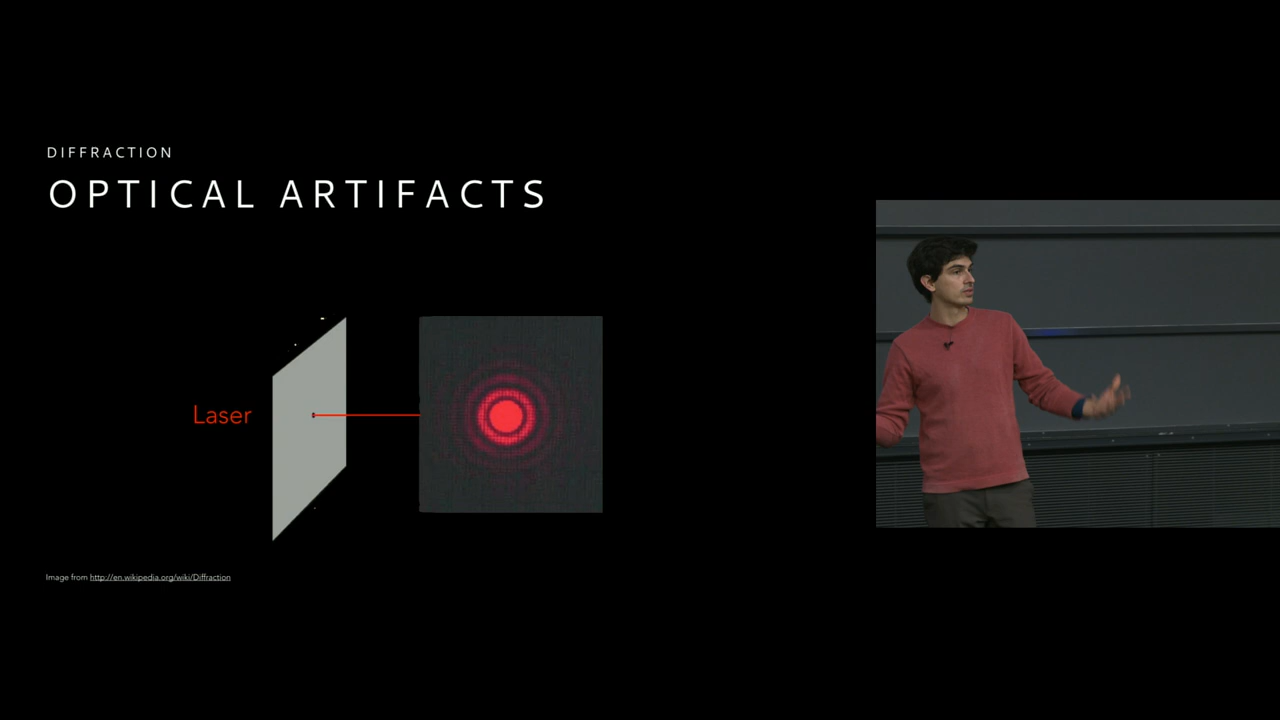 DIFFRACTION
OPTICAL ARTIFACTS
Laser
Image from http://en.wikipedia.org/wiki/Diffraction